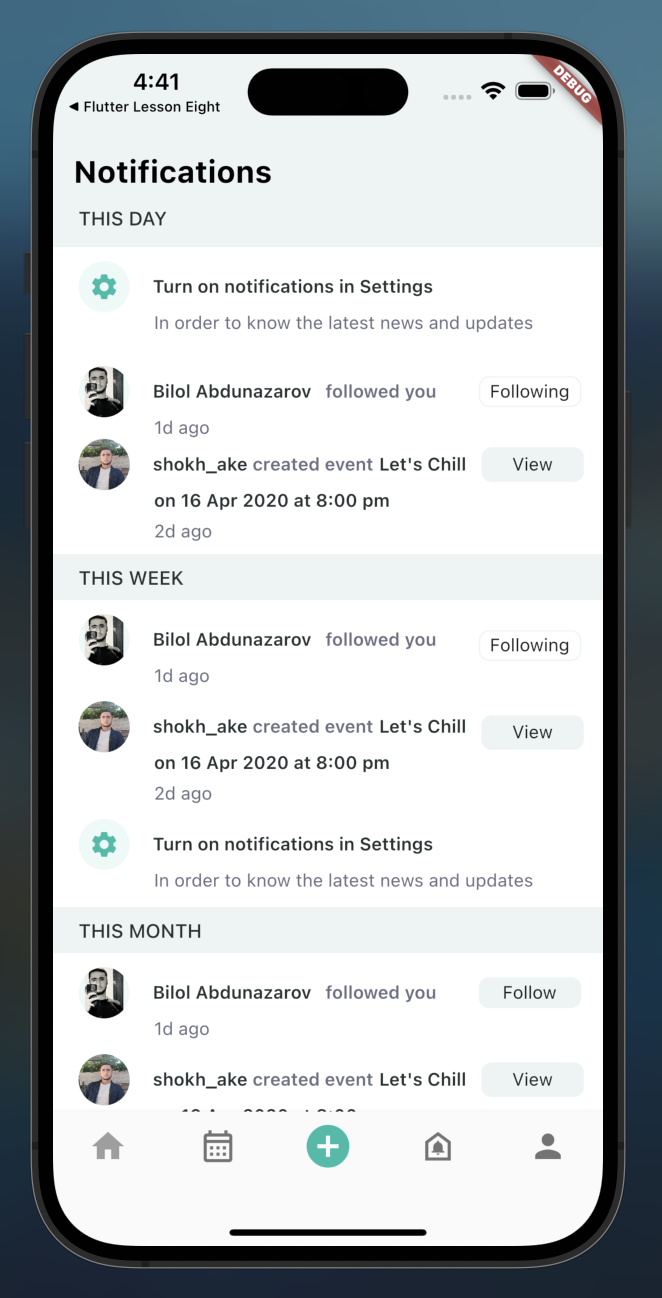 4:41
◀ Flutter Lesson Eight
DEBUG
Notifications
THIS DAY
Turn on notifications in Settings
In order to know the latest news and updates
Bilol Abdunazarov followed you Following
1d ago
shokh_ake created event Let's Chill View
on 16 Apr 2020 at 8:00 pm
2d ago
THIS WEEK
Bilol Abdunazarov followed you Following
1d ago
shokh_ake created event Let's Chill View
on 16 Apr 2020 at 8:00 pm
2d ago
Turn on notifications in Settings
In order to know the latest news and updates
THIS MONTH
Bilol Abdunazarov followed you Follow
1d ago
shokh_ake created event Let's Chill View